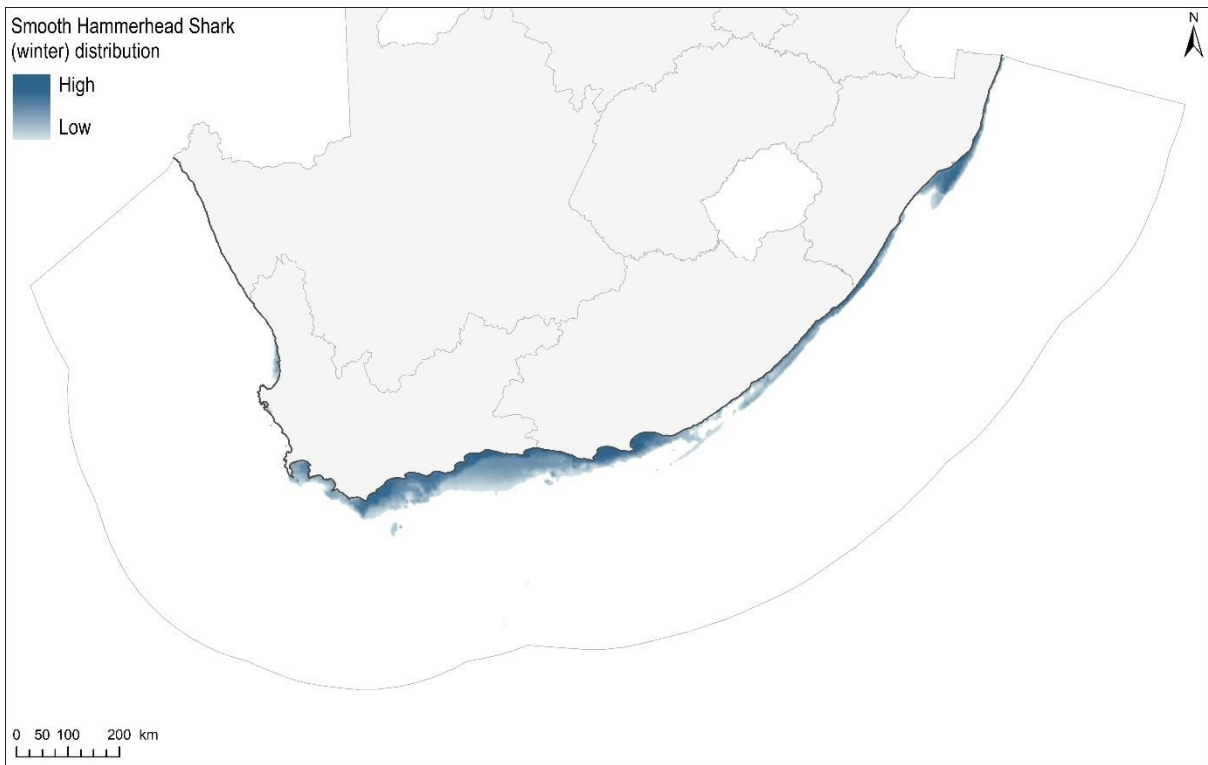 Smooth Hammerhead Shark
(winter) distribution
High
Low
N
0 50 100 200 km